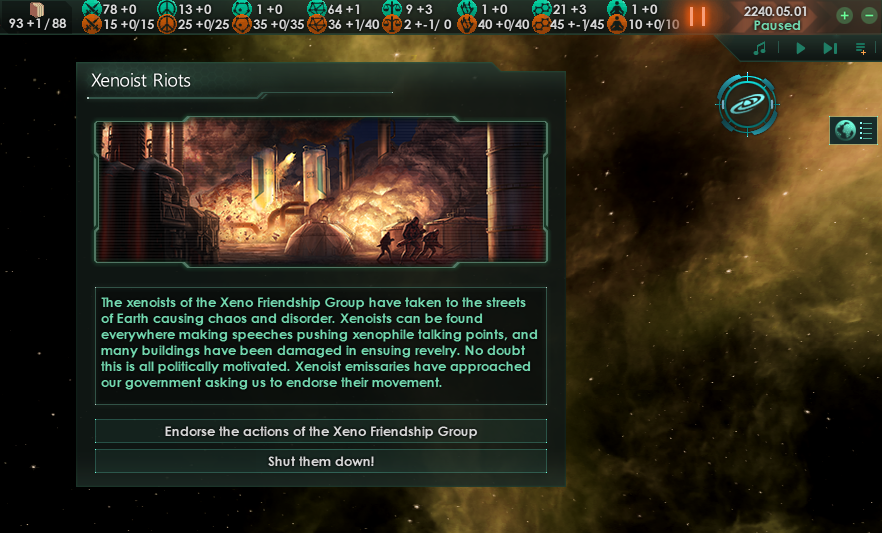 78 +0 13 +0 1 +0 64 +1 9 +3 1 +0 21 +3 1 +0
93 +1 / 88 15 +0/15 25 +0/25 35 +0/35 36 +1/40 2 +-1/ 0 40 +0/40 45 +-1/45 10 +0/10
2240.05.01
Paused
Xenoist Riots
The xenoists of the Xeno Friendship Group have taken to the streets
of Earth causing chaos and disorder. Xenoists can be found
everywhere making speeches pushing xenophile talking points, and
many buildings have been damaged in ensuing revelry. No doubt
this is all politically motivated. Xenoist emissaries have approached
our government asking us to endorse their movement.
Endorse the actions of the Xeno Friendship Group
Shut them down!